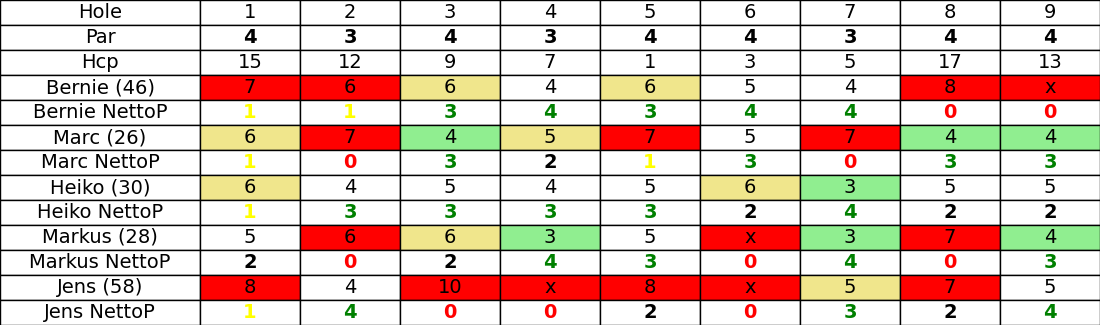 Hole 1 2 3 4 5 6 7 8 9
Par 4 3 4 3 4 4 3 4 4
Hcp 15 12 9 7 1 3 5 17 13
Bernie (46) 7 6 6 4 6 5 4 8 x
Bernie NettoP 1 1 3 4 3 4 4 0 0
Marc (26) 6 7 4 5 7 5 7 4 4
Marc NettoP 1 0 3 2 1 3 0 3 3
Heiko (30) 6 4 5 4 5 6 3 5 5
Heiko NettoP 1 3 3 3 3 2 4 2 2
Markus (28) 5 6 6 3 5 x 3 7 4
Markus NettoP 2 0 2 4 3 0 4 0 3
Jens (58) 8 4 10 x 8 x 5 7 5
Jens NettoP 1 4 0 0 2 0 3 2 4